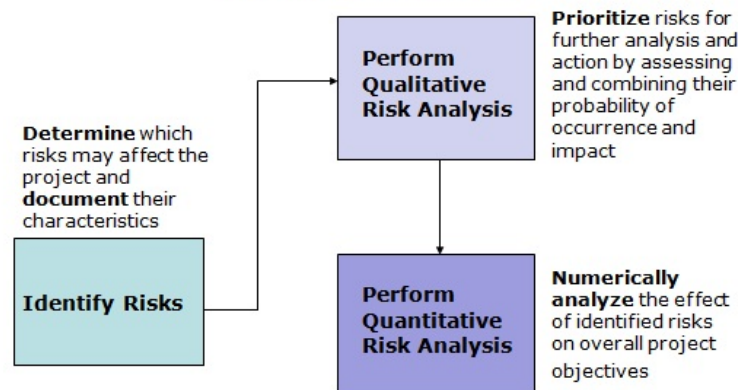 Determine which
risks may affect the
project and
document their
characteristics
Identify Risks
Perform
Qualitative
Risk Analysis
Prioritize risks for
further analysis and
action by assessing
and combining their
probability of
occurrence and
impact
Perform
Quantitative
Risk Analysis
Numerically
analyze the effect
of identified risks
on overall project
objectives